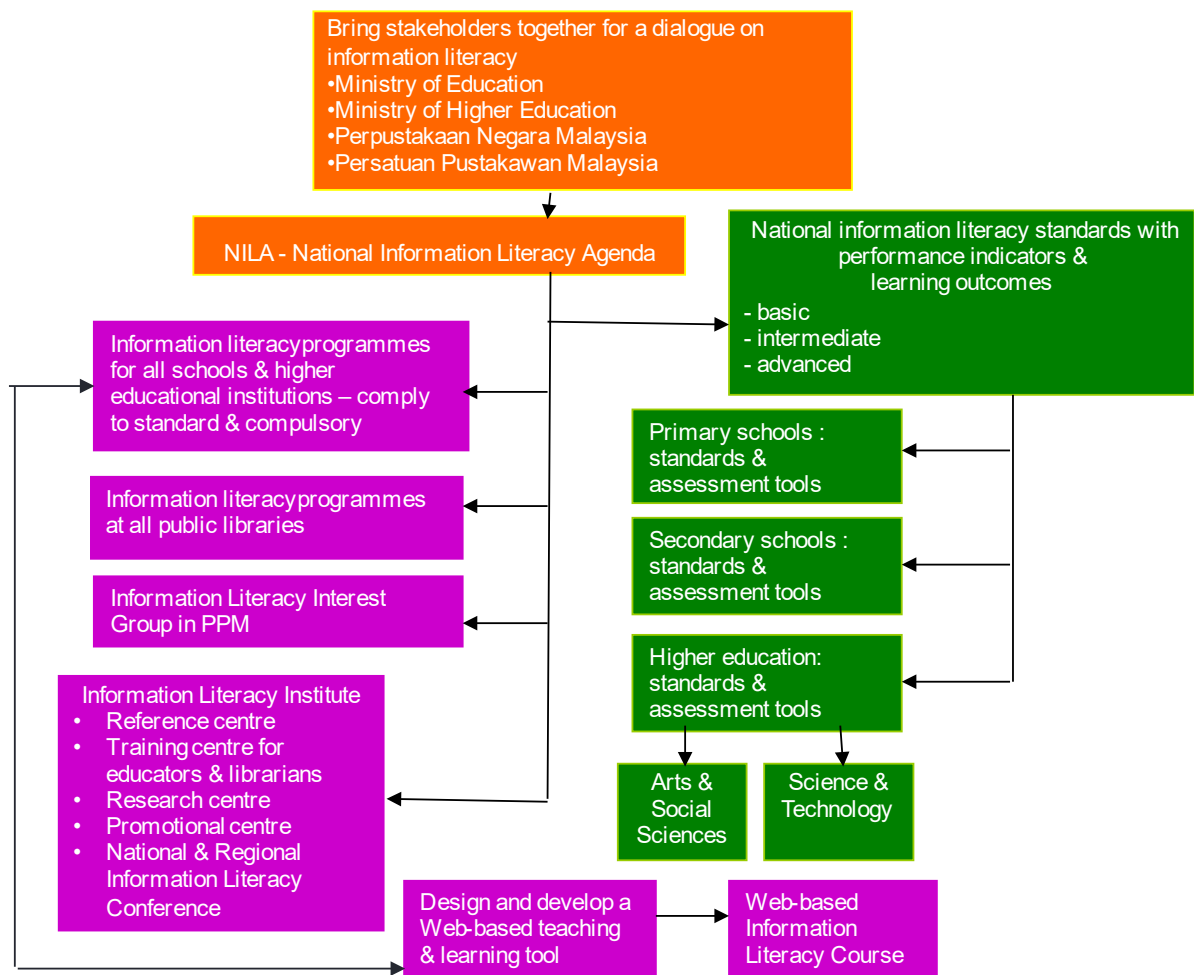 Bring stakeholders together for a dialogue on
information literacy
•Ministry of Education
•Ministry of Higher Education
•Perpustakaan Negara Malaysia
•Persatuan Pustakawan Malaysia
NILA - National Information Literacy Agenda
National information literacy standards with
performance indicators &
learning outcomes
- basic
- intermediate
- advanced
Information literacyprogrammes
for all schools & higher
educational institutions – comply
to standard & compulsory
Information literacyprogrammes
at all public libraries
Information Literacy Interest
Group in PPM
Information Literacy Institute
• Reference centre
• Training centre for
educators & librarians
• Research centre
• Promotional centre
• National & Regional
Information Literacy
Conference
Primary schools :
standards &
assessment tools
Secondary schools :
standards &
assessment tools
Higher education:
standards &
assessment tools
Arts &
Social
Sciences
Science &
Technology
Design and develop a
Web-based teaching
& learning tool
Web-based
Information
Literacy Course